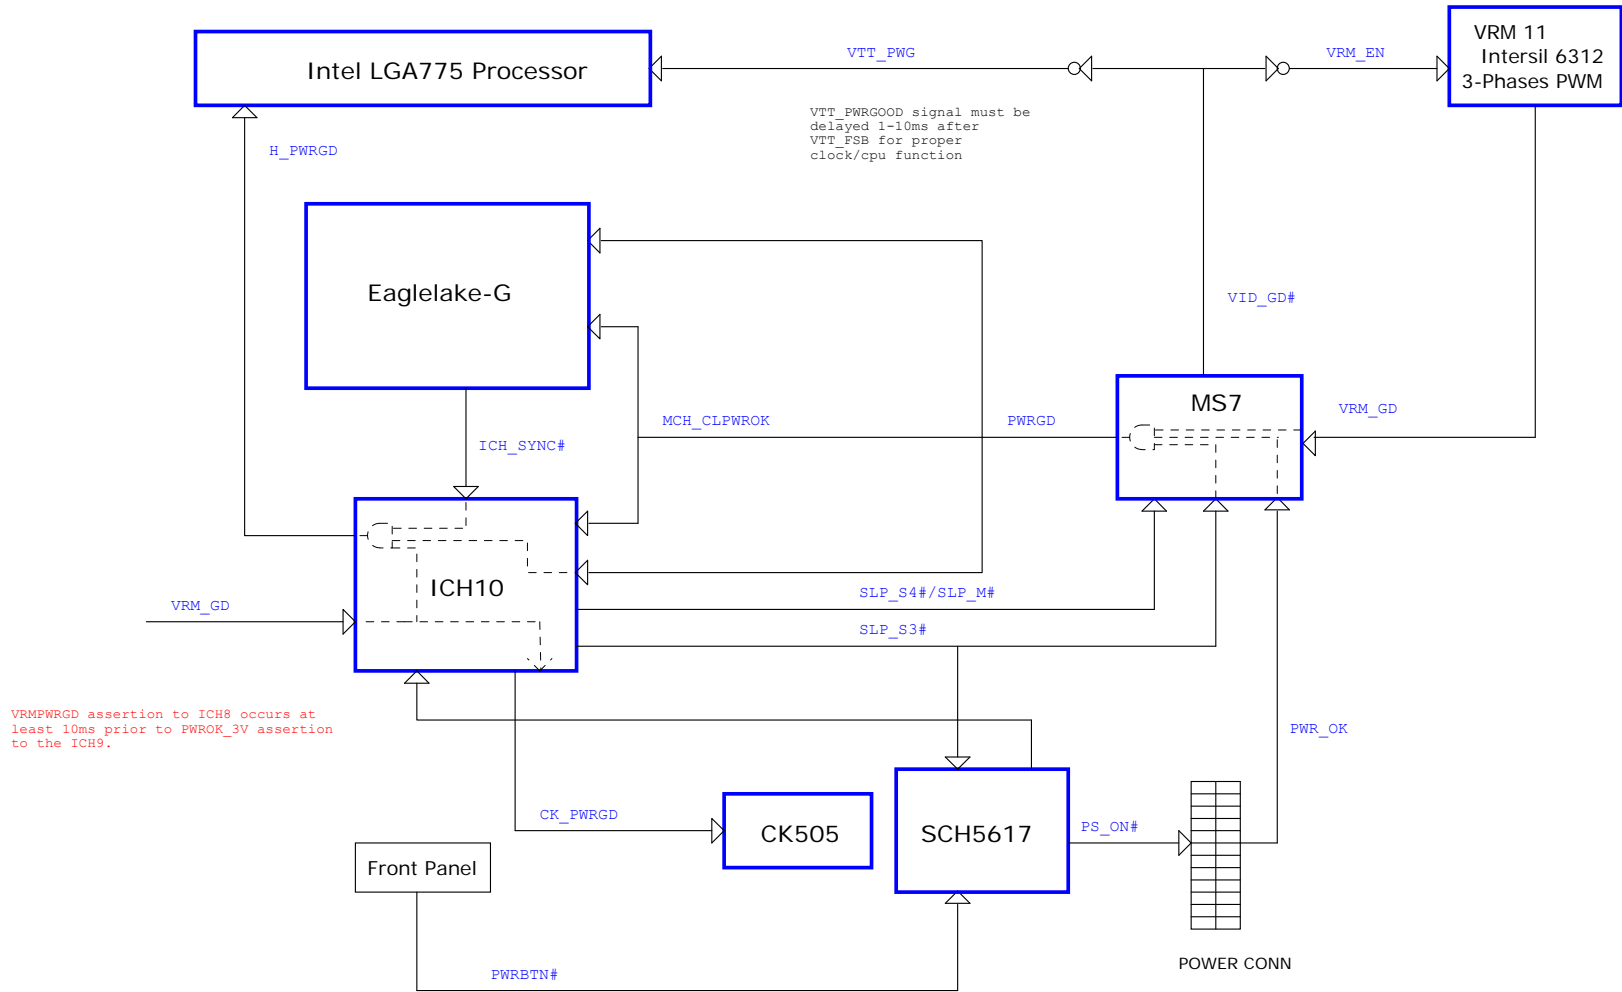 VRM 11
Intersil 6312
3-Phases PWM
VTT_PWG
VRM_EN
Intel LGA775 Processor
VTT_PWRGOOD signal must be
delayed 1-10ms after
VTT_FSB for proper
clock/cpu function
H_PWRGD
Eaglelake-G
VID_GD#
MS7
VRM_GD
MCH_CLPWROK
PWRGD
ICH_SYNC#
ICH10
SLP_S4#/SLP_M#
VRM_GD
SLP_S3#
VRMPWRGD assertion to ICH8 occurs at
least 10ms prior to PWROK_3V assertion
to the ICH9.
PWR_OK
CK_PWRGD
CK505
SCH5617
PS_ON#
Front Panel
POWER CONN
PWRBTN#